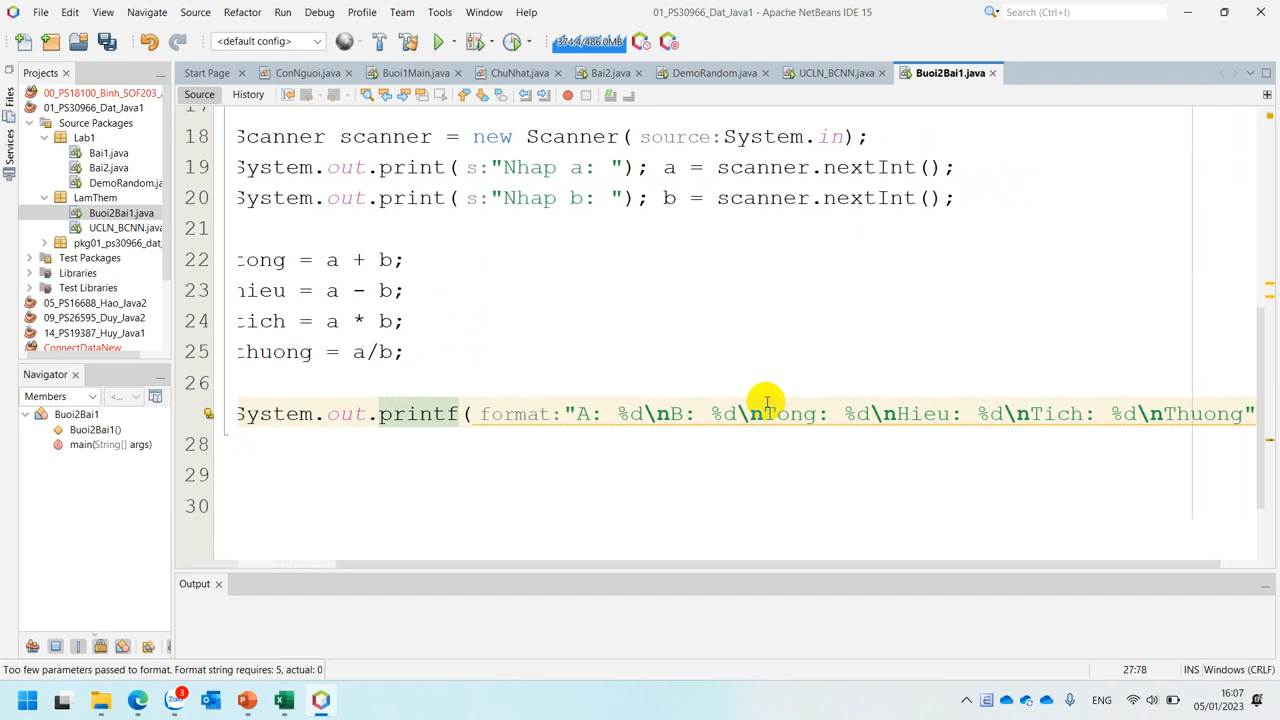 File Edit View Navigate Source Refactor Run Debug Profile Team Tools Window Help
01_PS30966_Dat_Java1 - Apache NetBeans IDE 15
Search (Ctrl+I)
<default config>
374.4/486.0MB
Projects
Start Page ConNguoi.java Buoi1Main.java ChuNhat.java Bai2.java DemoRandom.java UCLN_BCNN.java Buoi2Bai1.java
Source History
Files
Services
00_PS18100_Binh_SOF203_
01_PS30966_Dat_Java1
Source Packages
Lab1
Bai1.java
Bai2.java
DemoRandom.ja
LamThem
Buoi2Bai1.java
UCLN_BCNN.java
pkg01_ps30966_dat_
Test Packages
Libraries
Test Libraries
05_PS16688_Hao_Java2
09_PS26595_Duy_Java2
14_PS19387_Huy_Java1
ConnectDataNew
Navigator
Members <...>
Buoi2Bai1
Buoi2Bai1()
main(String[] args)
17
18 Scanner scanner = new Scanner( source:System.in);
19 System.out.print( s:"Nhap a: "); a = scanner.nextInt();
20 System.out.print( s:"Nhap b: "); b = scanner.nextInt();
21
22 tong = a + b;
23 hieu = a - b;
24 tich = a * b;
25 thuong = a/b;
26
System.out.printf( format:"A: %d\nB: %d\nTong: %d\nHieu: %d\nTich: %d\nThuong"
28
29
30
Output
Too few parameters passed to format. Format string requires: 5, actual: 0
27:78 INS Windows (CRLF)
3
ENG
16:07
05/01/2023